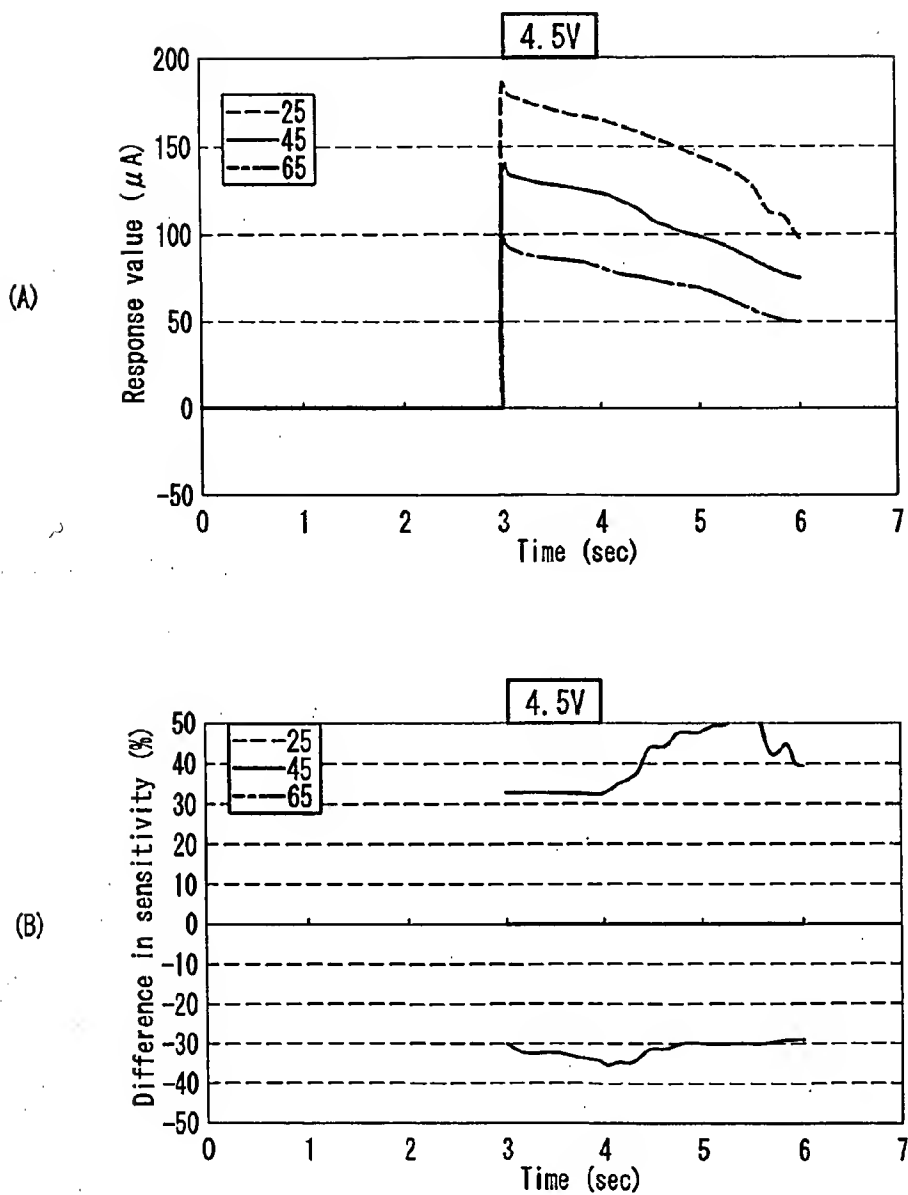 (A)
4.5V
Response value (μA)
200
150
100
50
0
-50
25
45
65
0 1 2 3 4 5 6 7
Time (sec)
(B)
4.5V
Difference in sensitivity (%)
50
40
30
20
10
0
-10
-20
-30
-40
-50
25
45
65
0 1 2 3 4 5 6 7
Time (sec)